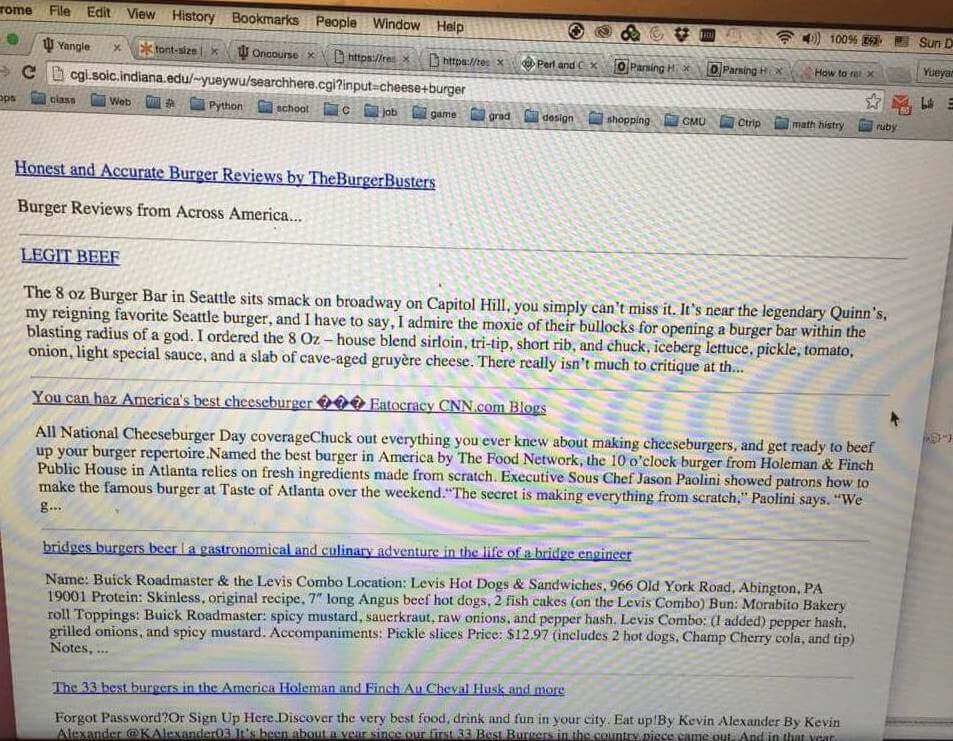 rome File Edit View History Bookmarks People Window Help 100% Sun D
Yangle × font-size | × Oncourse × https://res × https://res × Perl and C × Parsing H × Parsing H × How to re × Yueyan
cgi.soic.indiana.edu/~yueywu/searchhere.cgi?input=cheese+burger
pps class Web 杂 Python school C job game grad design shopping CMU Ctrip math histry ruby
Honest and Accurate Burger Reviews by TheBurgerBusters
Burger Reviews from Across America...
LEGIT BEEF
The 8 oz Burger Bar in Seattle sits smack on broadway on Capitol Hill, you simply can't miss it. It's near the legendary Quinn's,
my reigning favorite Seattle burger, and I have to say, I admire the moxie of their bullocks for opening a burger bar within the
blasting radius of a god. I ordered the 8 Oz – house blend sirloin, tri-tip, short rib, and chuck, iceberg lettuce, pickle, tomato,
onion, light special sauce, and a slab of cave-aged gruyère cheese. There really isn't much to critique at th...
You can haz America's best cheeseburger ��� Eatocracy CNN.com Blogs
All National Cheeseburger Day coverageChuck out everything you ever knew about making cheeseburgers, and get ready to beef
up your burger repertoire.Named the best burger in America by The Food Network, the 10 o'clock burger from Holeman & Finch
Public House in Atlanta relies on fresh ingredients made from scratch. Executive Sous Chef Jason Paolini showed patrons how to
make the famous burger at Taste of Atlanta over the weekend."The secret is making everything from scratch," Paolini says. "We
g...
bridges burgers beer | a gastronomical and culinary adventure in the life of a bridge engineer
Name: Buick Roadmaster & the Levis Combo Location: Levis Hot Dogs & Sandwiches, 966 Old York Road, Abington, PA
19001 Protein: Skinless, original recipe, 7" long Angus beef hot dogs, 2 fish cakes (on the Levis Combo) Bun: Morabito Bakery
roll Toppings: Buick Roadmaster: spicy mustard, sauerkraut, raw onions, and pepper hash. Levis Combo: (I added) pepper hash,
grilled onions, and spicy mustard. Accompaniments: Pickle slices Price: $12.97 (includes 2 hot dogs, Champ Cherry cola, and tip)
Notes, ...
The 33 best burgers in the America Holeman and Finch Au Cheval Husk and more
Forgot Password?Or Sign Up Here.Discover the very best food, drink and fun in your city. Eat up!By Kevin Alexander By Kevin
Alexander @KAlexander03 It's been about a year since our first 33 Best Burgers in the country piece came out. And in that year,